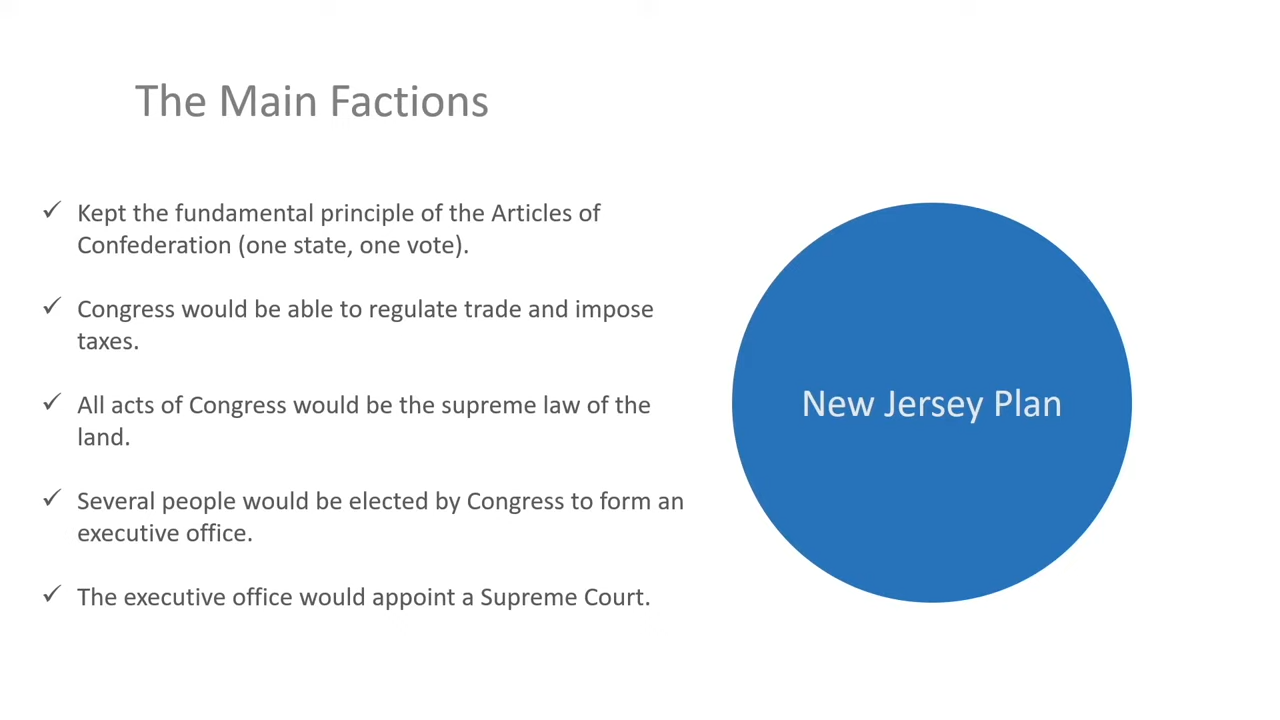 The Main Factions
✓ Kept the fundamental principle of the Articles of
Confederation (one state, one vote).
✓ Congress would be able to regulate trade and impose
taxes.
✓ All acts of Congress would be the supreme law of the
land.
✓ Several people would be elected by Congress to form an
executive office.
✓ The executive office would appoint a Supreme Court.
New Jersey Plan